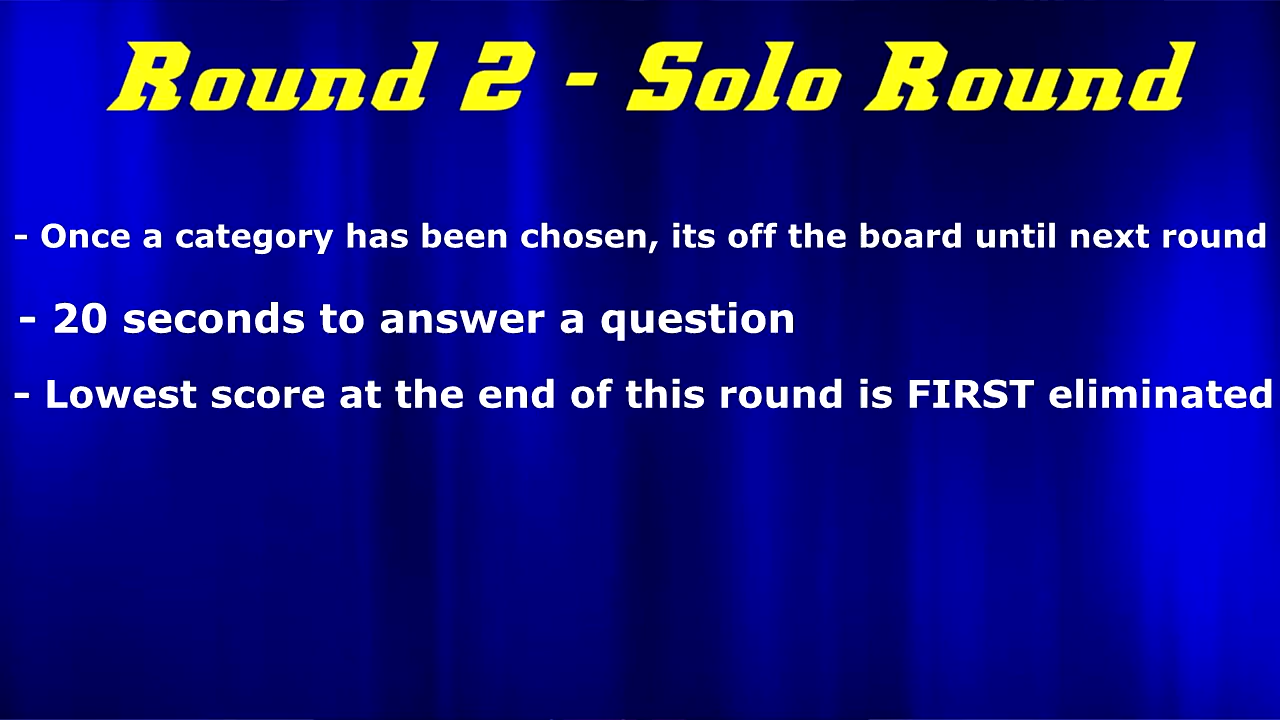 Round 2 - Solo Round
- Once a category has been chosen, its off the board until next round
- 20 seconds to answer a question
- Lowest score at the end of this round is FIRST eliminated